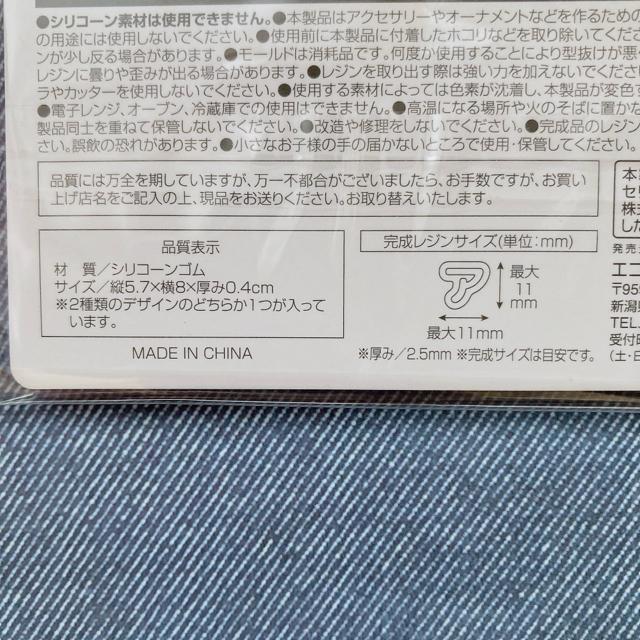 ●シリコーン素材は使用できません。●本製品はアクセサリーやオーナメントなどを作るため
の用途には使用しないでください。●使用前に本製品に付着したホコリなどを取り除いてくだ
ンが少し反る場合があります。●モールドは消耗品です。何度か使用することにより型抜けが悪
レジンに曇りや歪みが出る場合があります。●レジンを取り出す際は強い力を加えないでくださ
ラやカッターを使用しないでください。●使用する素材によっては色素が沈着し、本製品が変色す
●電子レンジ、オーブン、冷蔵庫での使用はできません。●高温になる場所や火のそばに置かな
製品同士を重ねて保管しないでください。●改造や修理をしないでください。●完成品のレジン
さい。誤飲の恐れがあります。●小さなお子様の手の届かないところで使用・保管してください。
品質には万全を期していますが、万一不都合がございましたら、お手数ですが、お買い
上げ店名をご記入の上、現品をお送りください。お取り替えいたします。
品質表示
材 質／シリコーンゴム
サイズ／縦5.7×横8×厚み0.4cm
※2種類のデザインのどちらか1つが入って
います。
MADE IN CHINA
完成レジンサイズ(単位:mm)
ア
最大
11
mm
最大11mm
※厚み／2.5mm ※完成サイズは目安です。
本
セリ
株式
した
発売
エコ
〒959
新潟県
TEL
受付時
(土・日